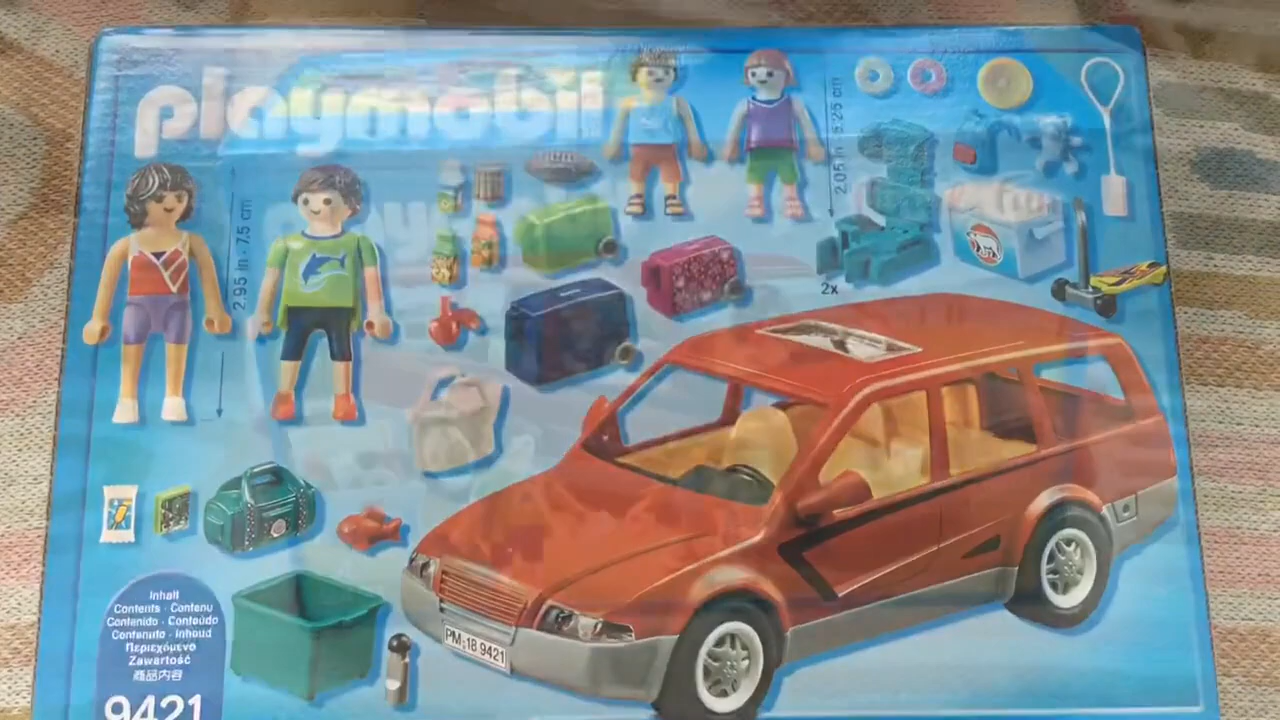 playmobil
2.95 in - 7,5 cm
2.05 in - 5.25 cm
2x
PM-18 9421
Inhalt
Contents · Contenu
Contenido · Conteúdo
Contenuto · Inhoud
Περιεχόμενο
Zawartość
商品内容
9421